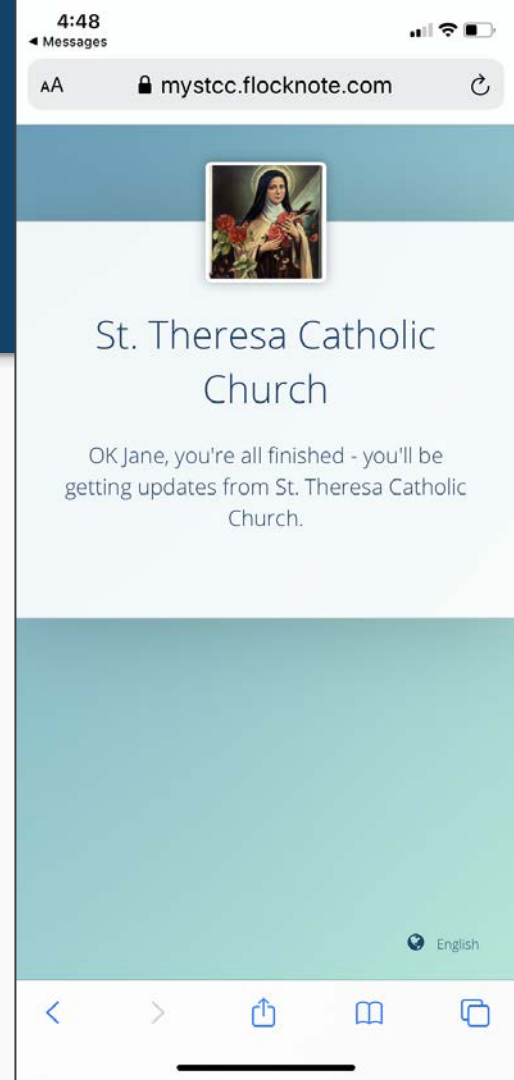 4:48
◀ Messages
AA mystcc.flocknote.com
St. Theresa Catholic
Church
OK Jane, you're all finished - you'll be
getting updates from St. Theresa Catholic
Church.
English